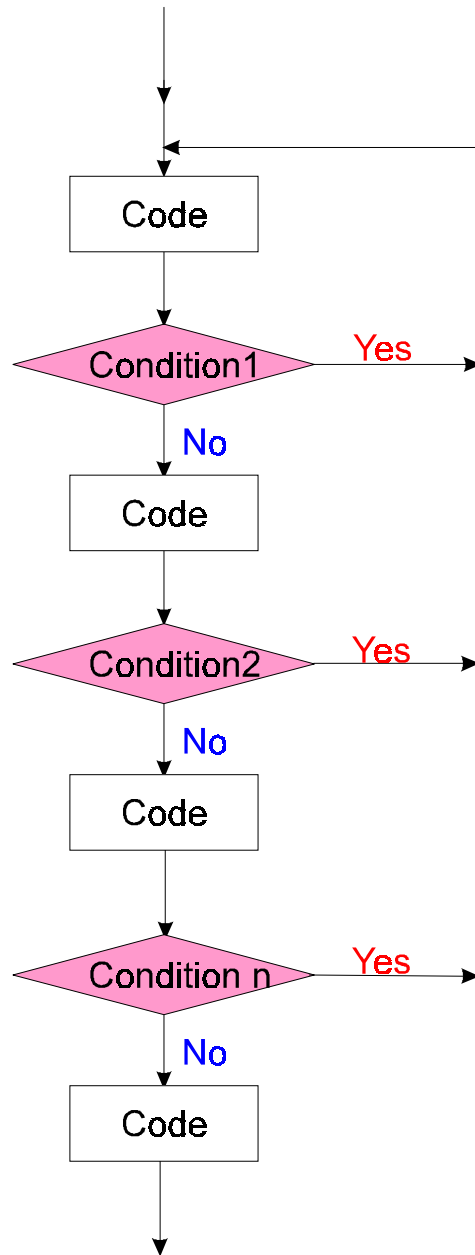 Code
Condition1
Yes
No
Code
Condition2
Yes
No
Code
Condition n
Yes
No
Code